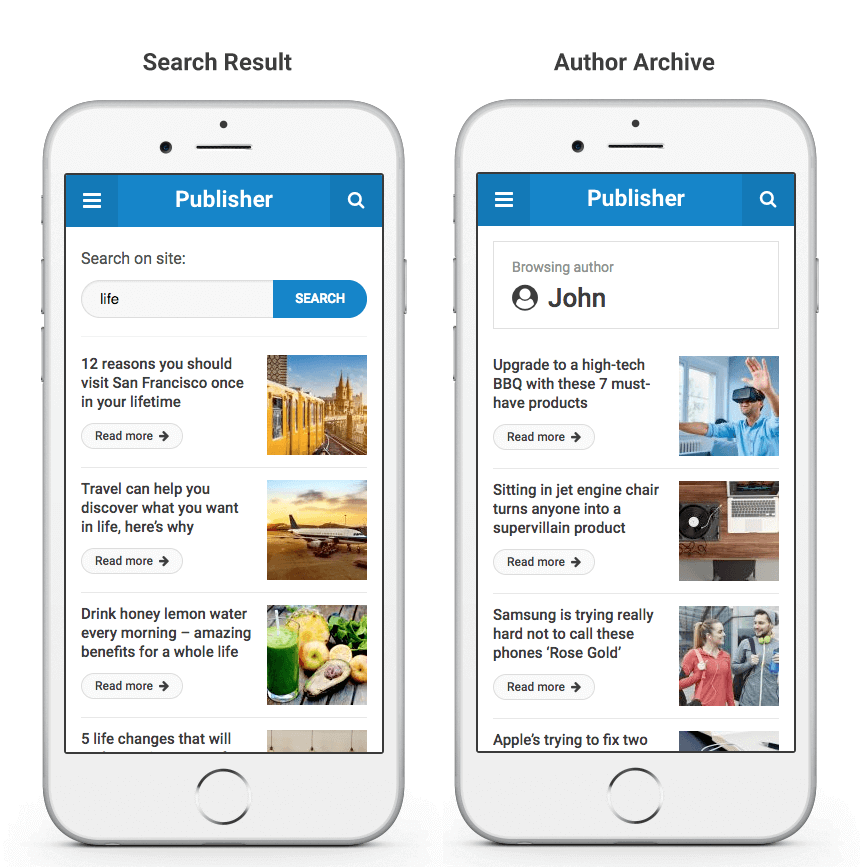 Search Result
Publisher
Search on site:
life
SEARCH
12 reasons you should
visit San Francisco once
in your lifetime
Read more
Travel can help you
discover what you want
in life, here’s why
Read more
Drink honey lemon water
every morning – amazing
benefits for a whole life
Read more
5 life changes that will
Author Archive
Publisher
Browsing author
John
Upgrade to a high-tech
BBQ with these 7 must-
have products
Read more
Sitting in jet engine chair
turns anyone into a
supervillain product
Read more
Samsung is trying really
hard not to call these
phones ‘Rose Gold’
Read more
Apple’s trying to fix two